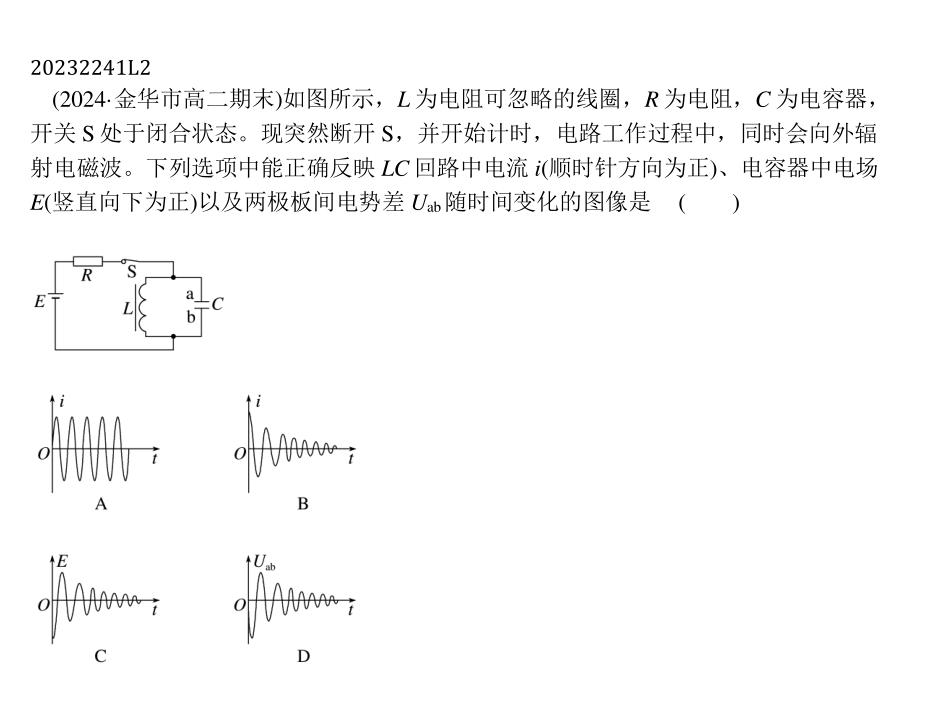 20232241L2
(2024·金华市高二期末)如图所示，L 为电阻可忽略的线圈，R 为电阻，C 为电容器，
开关 S 处于闭合状态。现突然断开 S，并开始计时，电路工作过程中，同时会向外辐
射电磁波。下列选项中能正确反映 LC 回路中电流 i(顺时针方向为正)、电容器中电场
E(竖直向下为正)以及两极板间电势差 Uab 随时间变化的图像是　(　　)
R S
E L a b C
i O t
i O t
A B
E O t
Uab O t
C D